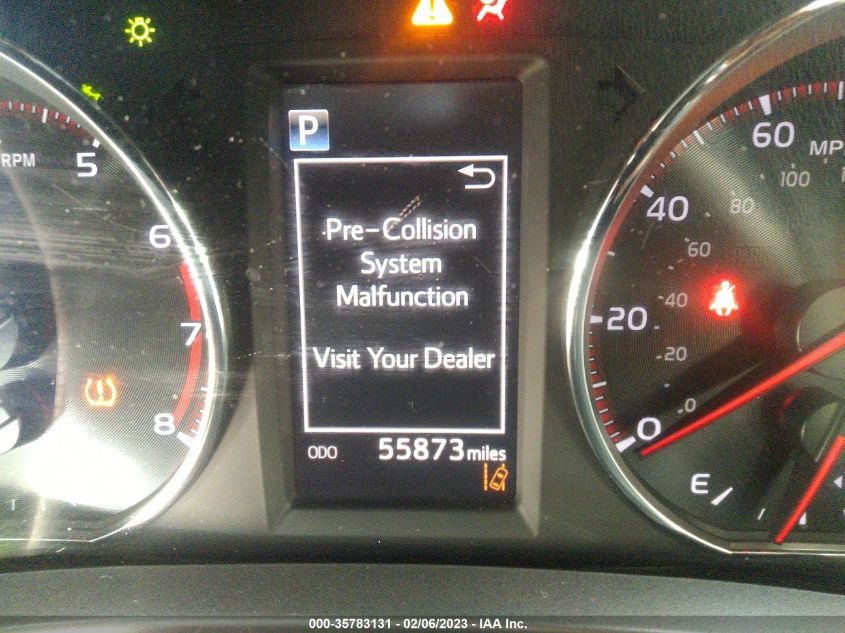 P
Pre-Collision
System
Malfunction
Visit Your Dealer
ODO 55873 miles
RPM 5
6
7
8
1
60 MP
100
40 80
60
20 40
20
0 0
E
000-35783131 - 02/06/2023 - IAA Inc.